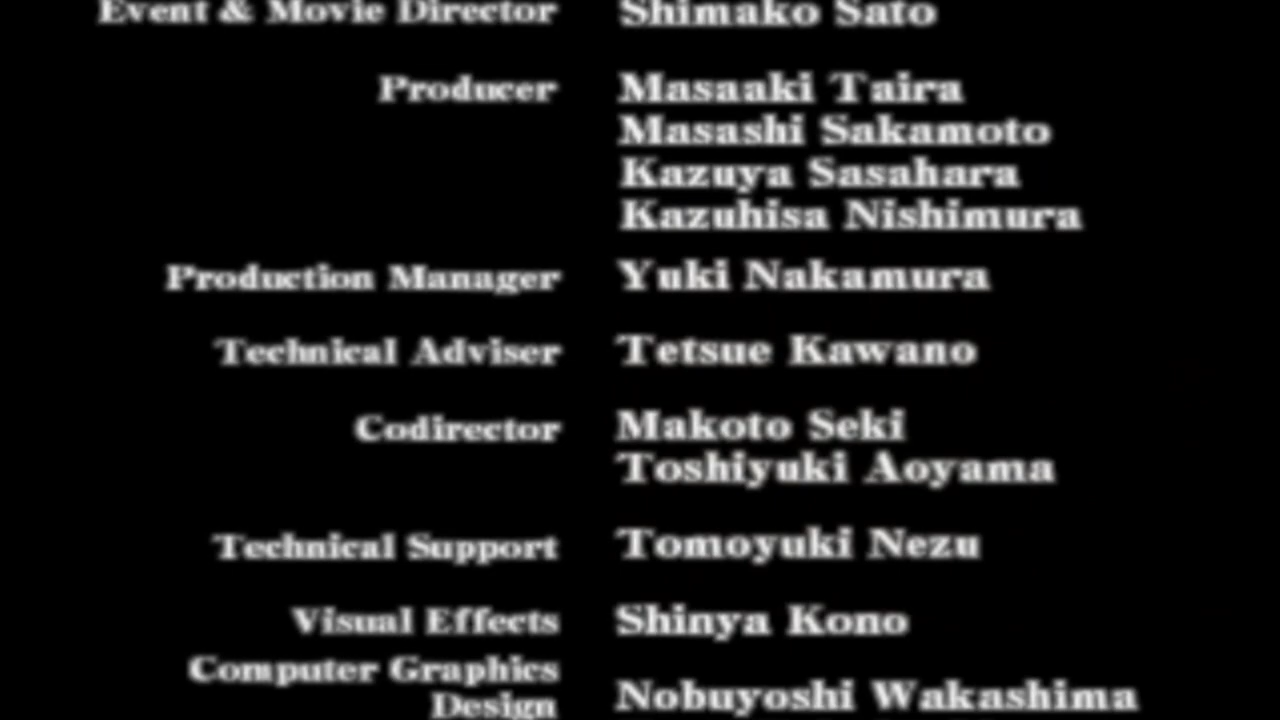 Event & Movie Director Shimako Sato
Producer Masaaki Taira
Masashi Sakamoto
Kazuya Sasahara
Kazuhisa Nishimura
Production Manager Yuki Nakamura
Technical Adviser Tetsue Kawano
Codirector Makoto Seki
Toshiyuki Aoyama
Technical Support Tomoyuki Nezu
Visual Effects Shinya Kono
Computer Graphics
Design Nobuyoshi Wakashima